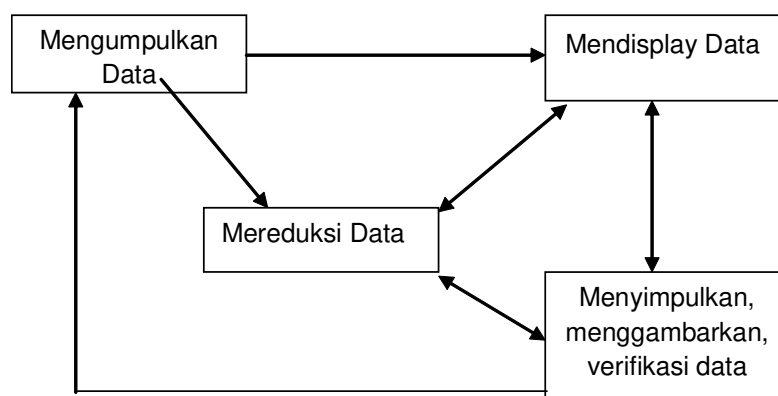 Mengumpulkan
Data
Mendisplay Data
Mereduksi Data
Menyimpulkan,
menggambarkan,
verifikasi data